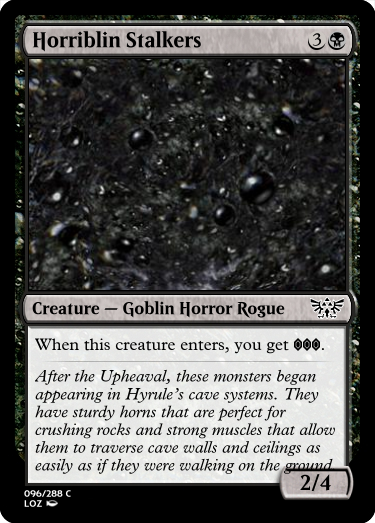 Horriblin Stalkers 3
Creature — Goblin Horror Rogue
When this creature enters, you get
After the Upheaval, these monsters began
appearing in Hyrule's cave systems. They
have sturdy horns that are perfect for
crushing rocks and strong muscles that allow
them to traverse cave walls and ceilings as
easily as if they were walking on the ground.
2/4
096/288 C
LOZ